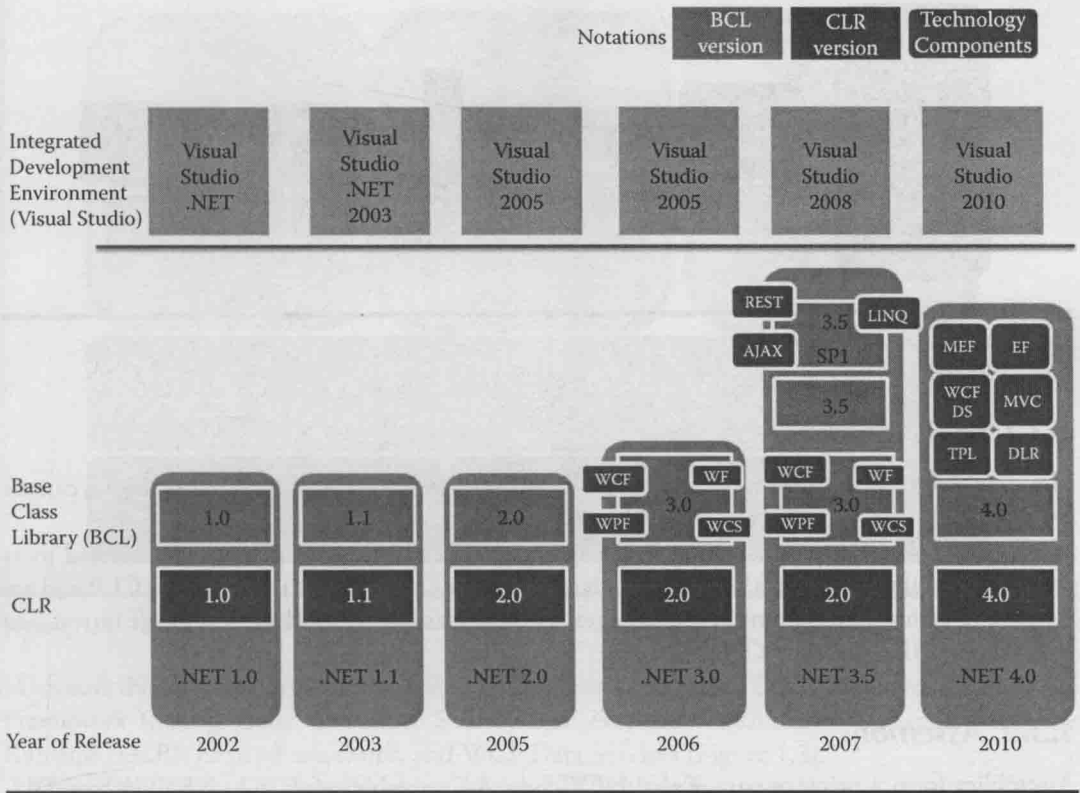 Notations
BCL
version
CLR
version
Technology
Components
Integrated
Development
Environment
(Visual Studio)
Visual
Studio
.NET
Visual
Studio
.NET
2003
Visual
Studio
2005
Visual
Studio
2005
Visual
Studio
2008
Visual
Studio
2010
REST
3.5
LINQ
AJAX
SP1
3.5
MEF
EF
WCF
DS
MVC
TPL
DLR
Base
Class
Library (BCL)
1.0
1.1
2.0
WCF
WF
3.0
WPF
WCS
WCF
WF
3.0
WPF
WCS
4.0
CLR
1.0
1.1
2.0
2.0
2.0
4.0
.NET 1.0
.NET 1.1
.NET 2.0
.NET 3.0
.NET 3.5
.NET 4.0
Year of Release
2002
2003
2005
2006
2007
2010